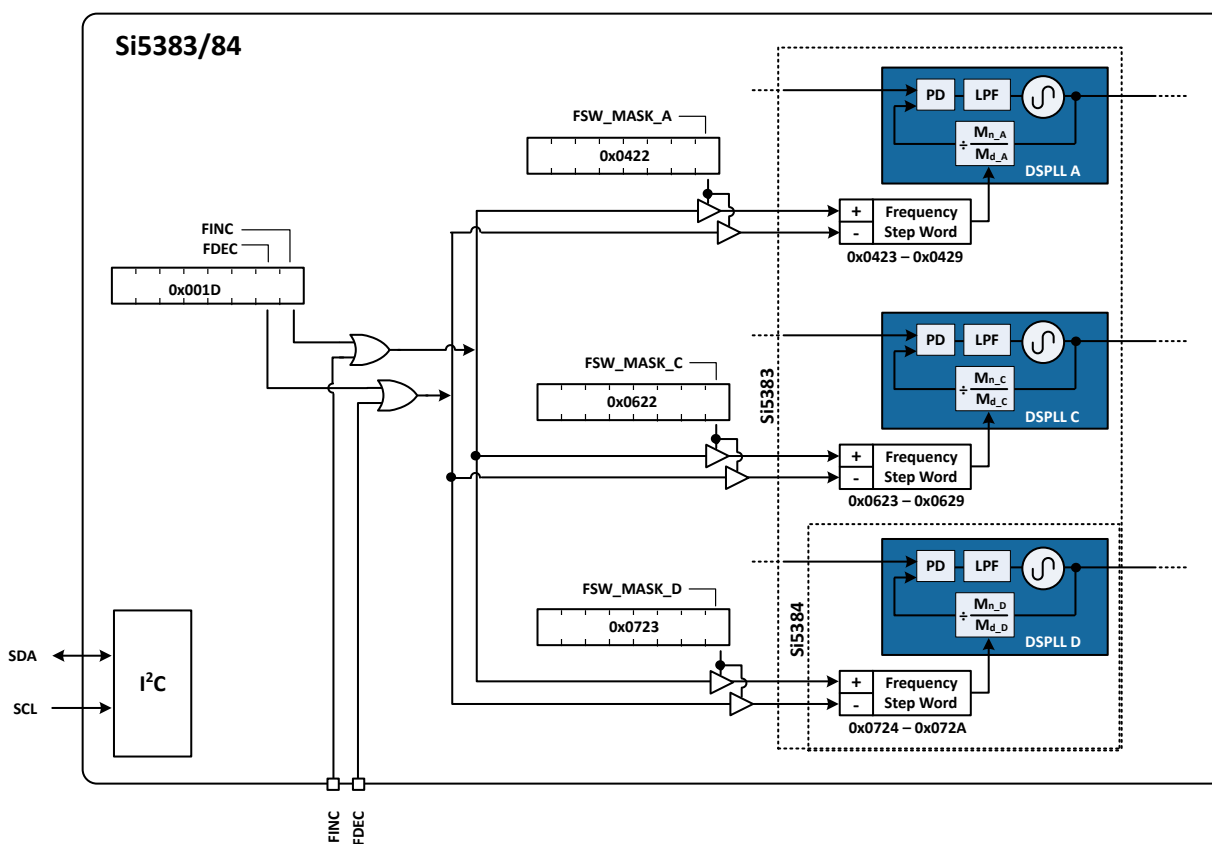 Si5383/84
PD
LPF
÷ Mn_A
Md_A
DSPLL A
FSW_MASK_A
0x0422
+ Frequency
- Step Word
0x0423 – 0x0429
FINC
FDEC
0x001D
PD
LPF
÷ Mn_C
Md_C
DSPLL C
FSW_MASK_C
0x0622
Si5383
+ Frequency
- Step Word
0x0623 – 0x0629
PD
LPF
÷ Mn_D
Md_D
DSPLL D
FSW_MASK_D
0x0723
Si5384
+ Frequency
- Step Word
0x0724 – 0x072A
SDA
SCL
I²C
FINC
FDEC